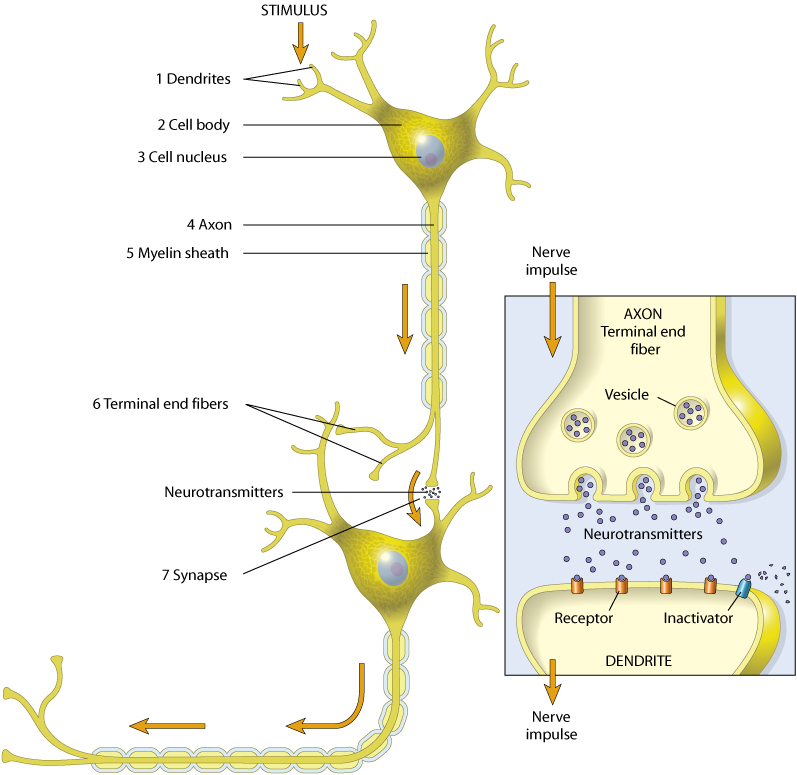 STIMULUS
1 Dendrites
2 Cell body
3 Cell nucleus
4 Axon
5 Myelin sheath
6 Terminal end fibers
Neurotransmitters
7 Synapse
Nerve
impulse
AXON
Terminal end
fiber
Vesicle
Neurotransmitters
Receptor
Inactivator
DENDRITE
Nerve
impulse